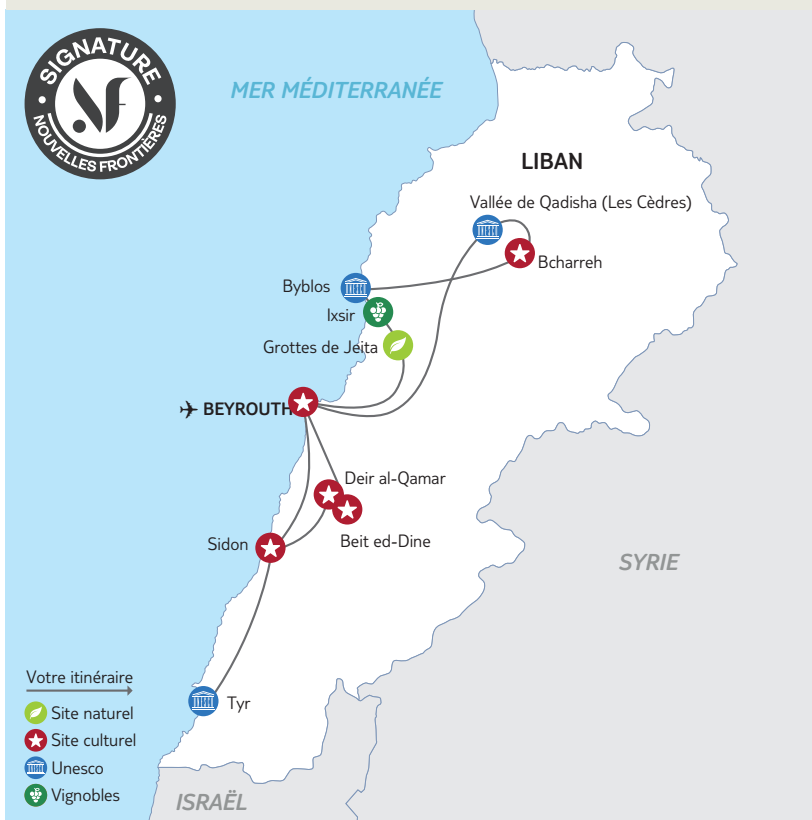 SIGNATURE
NOUVELLES FRONTIÈRES
MER MÉDITERRANÉE
LIBAN
Vallée de Qadisha (Les Cèdres)
Bcharreh
Byblos
Ixsir
Grottes de Jeita
BEYROUTH
Deir al-Qamar
Beit ed-Dine
Sidon
SYRIE
Tyr
Votre itinéraire
Site naturel
Site culturel
Unesco
Vignobles
ISRAËL